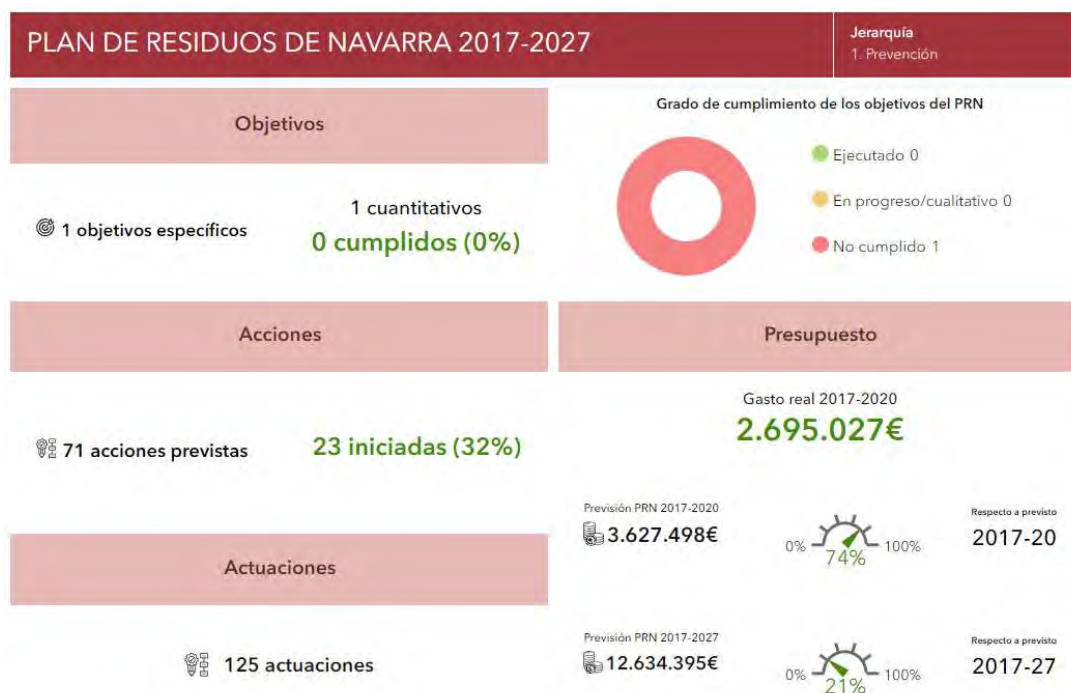 PLAN DE RESIDUOS DE NAVARRA 2017-2027
Jerarquía
1. Prevención
Objetivos
1 objetivos específicos
1 cuantitativos
0 cumplidos (0%)
Grado de cumplimiento de los objetivos del PRN
Ejecutado 0
En progreso/cualitativo 0
No cumplido 1
Acciones
71 acciones previstas
23 iniciadas (32%)
Actuaciones
125 actuaciones
Presupuesto
Gasto real 2017-2020
2.695.027€
Previsión PRN 2017-2020
3.627.498€
0%
74%
100%
Respecto a previsto
2017-20
Previsión PRN 2017-2027
12.634.395€
0%
21%
100%
Respecto a previsto
2017-27